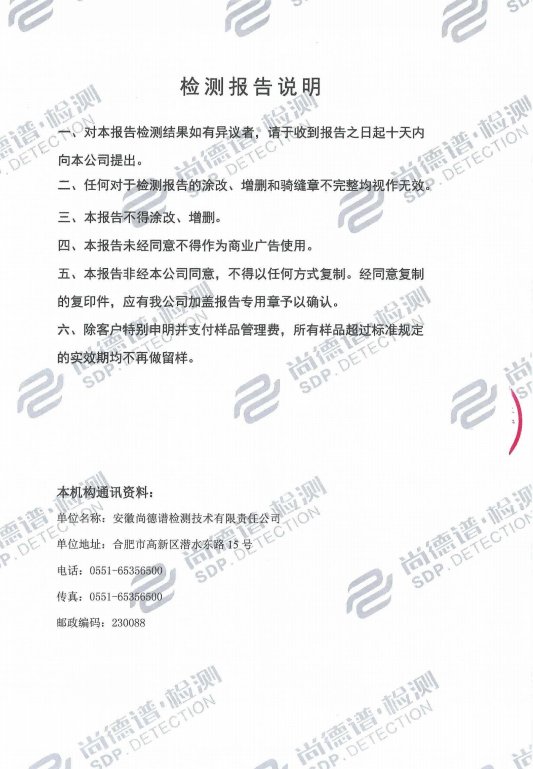 检测报告说明
一、对本报告检测结果如有异议者，请于收到报告之日起十天内
向本公司提出。
二、任何对于检测报告的涂改、增删和骑缝章不完整均视作无效。
三、本报告不得涂改、增删。
四、本报告未经同意不得作为商业广告使用。
五、本报告非经本公司同意，不得以任何方式复制。经同意复制
的复印件，应有我公司加盖报告专用章予以确认。
六、除客户特别申明并支付样品管理费，所有样品超过标准规定
的实效期均不再做留样。
本机构通讯资料：
单位名称：安徽尚德谱检测技术有限责任公司
单位地址：合肥市高新区潜水东路 15 号
电话：0551-65356500
传真：0551-65356500
邮政编码：230088
尚德谱·检测
SDP. DETECTION